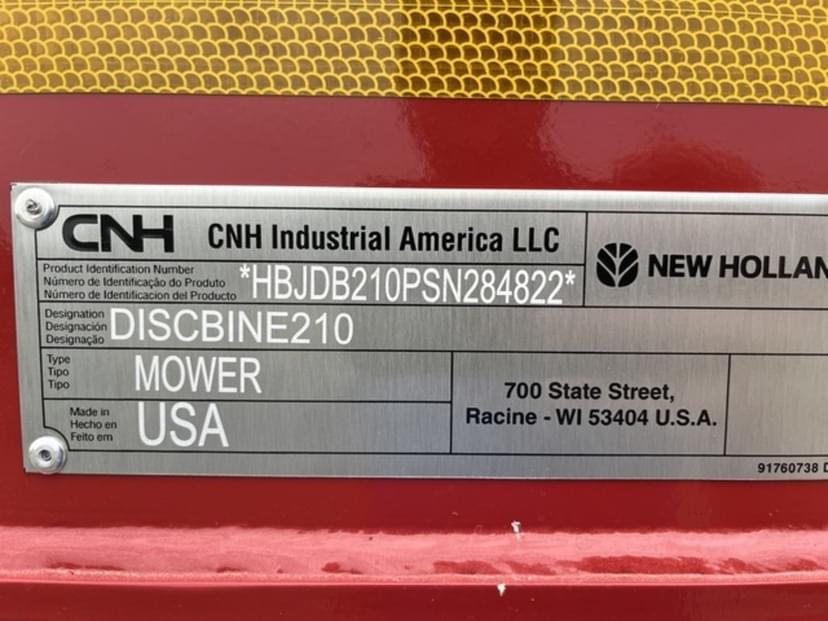 CNH CNH Industrial America LLC
NEW HOLLAN
Product Identification Number
Número de Identificação do Produto
Número de Identificacion del Producto
*HBJDB210PSN284822*
Designation
Designación
Designação
DISCBINE210
Type
Tipo
Tipo
MOWER
Made in
Hecho en
Feito em
USA
700 State Street,
Racine - WI 53404 U.S.A.
91760738